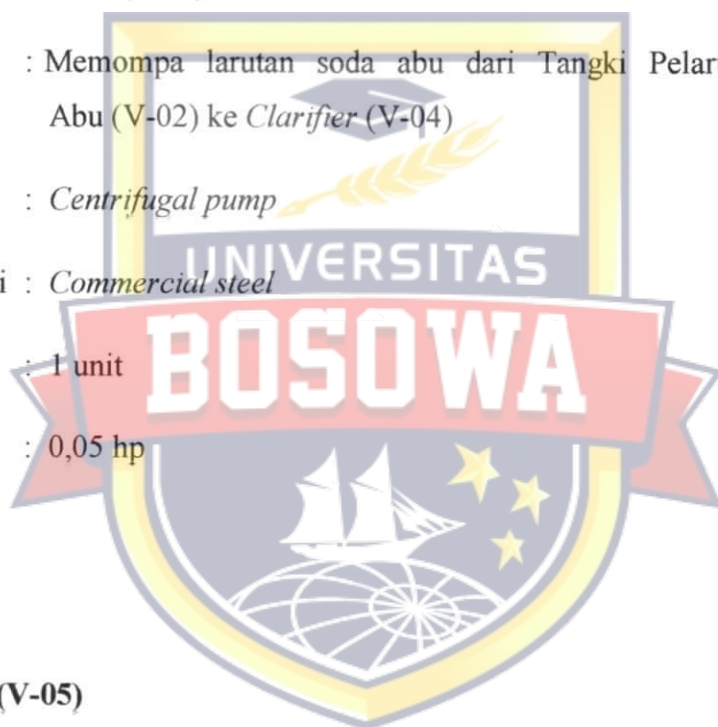 : Memompa larutan soda abu dari Tangki Pelar
Abu (V-02) ke Clarifier (V-04)
: Centrifugal pump
UNIVERSITAS
i : Commercial steel
BOSOWA
: 1 unit
: 0,05 hp
(V-05)